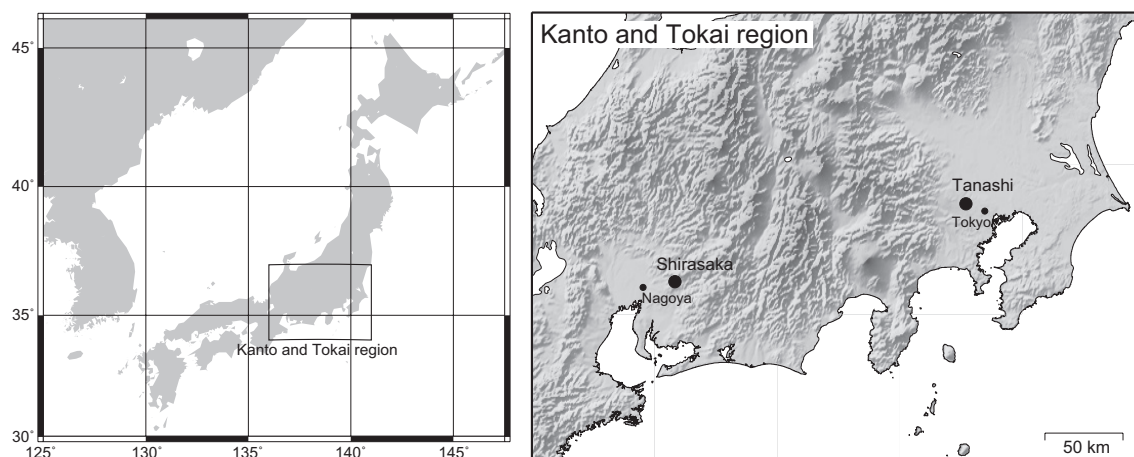 45˚
40˚
35˚
30˚
125˚
130˚
135˚
140˚
145˚
Kanto and Tokai region
Kanto and Tokai region
Tanashi
Tokyo
Shirasaka
Nagoya
50 km